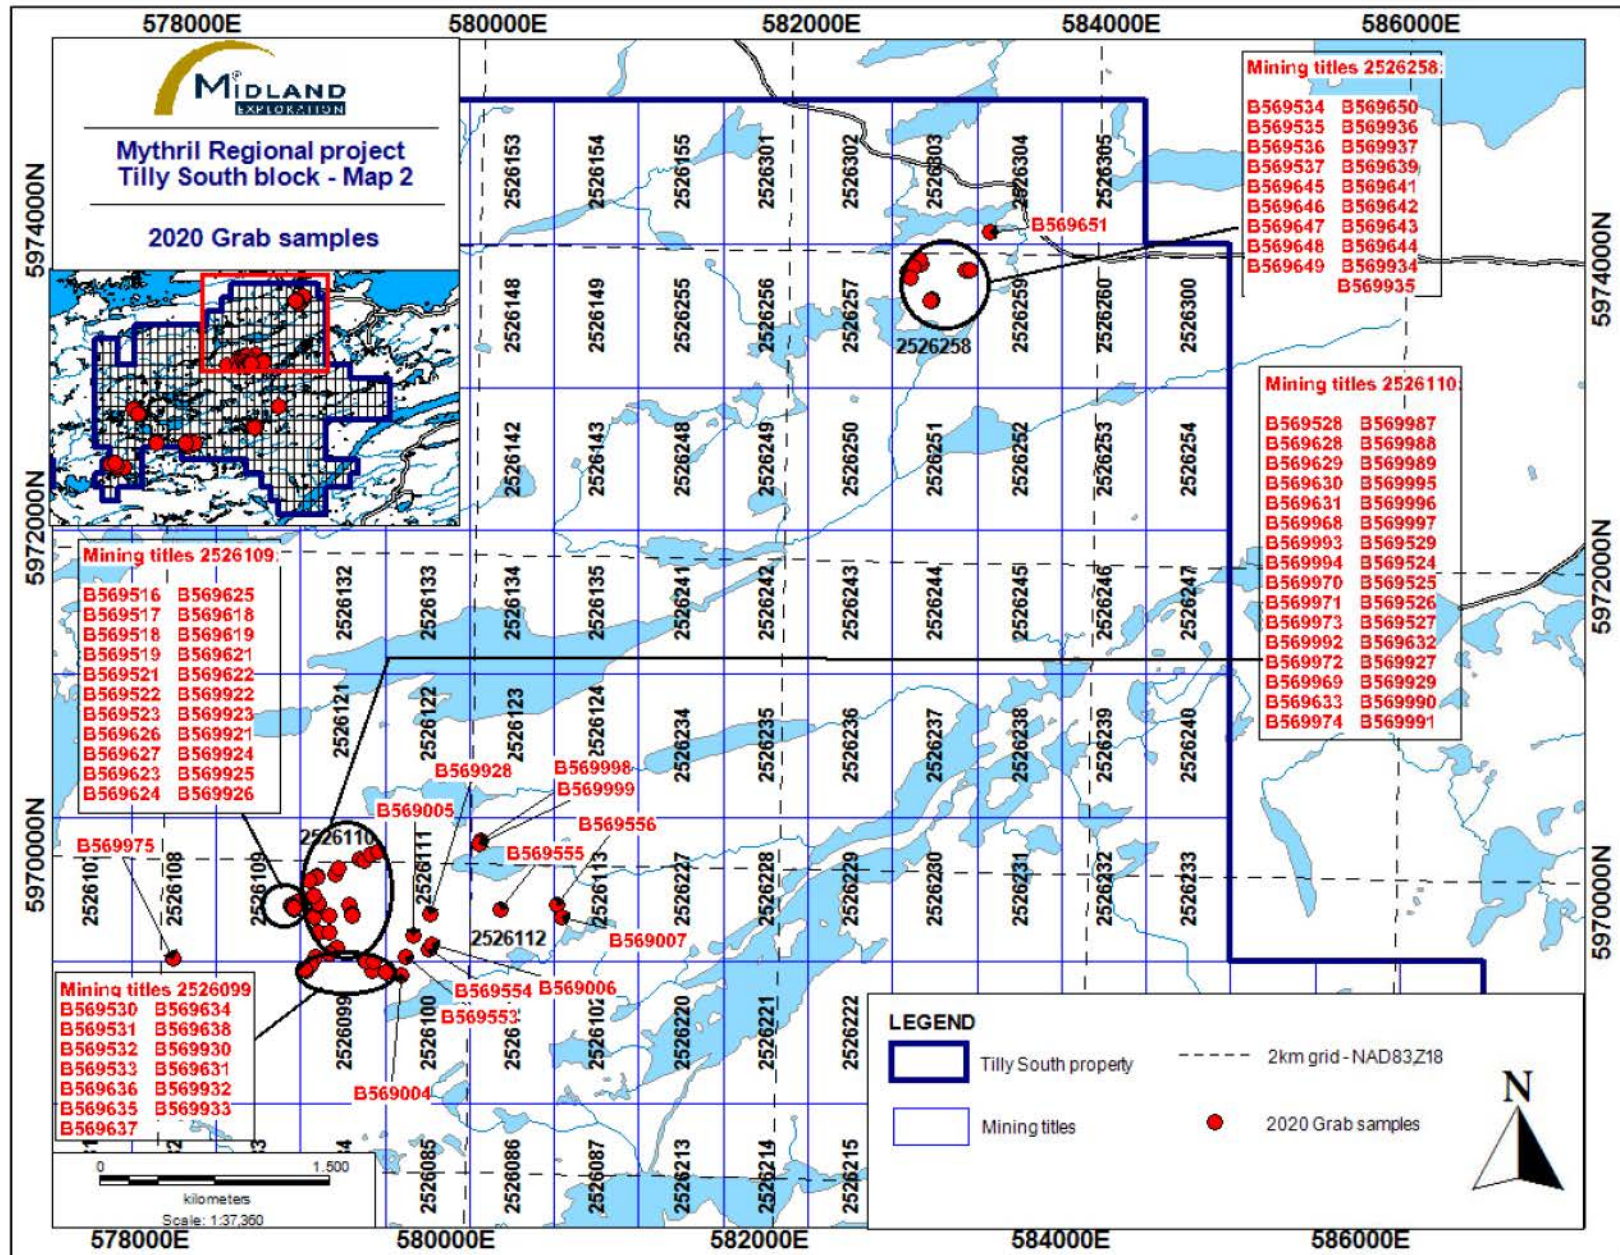 578000E 580000E 582000E 584000E 586000E
MIDLAND
EXPLORATION
Mythril Regional project
Tilly South block - Map 2
2020 Grab samples
5974000N
5972000N
5970000N
5974000N
5972000N
5970000N
Mining titles 2526258:
B569534 B569650
B569535 B569936
B569536 B569937
B569537 B569639
B569645 B569641
B569646 B569642
B569647 B569643
B569648 B569644
B569649 B569934
B569935
B569651
2526153
2526154
2526155
2526301
2526302
2526303
2526304
2526305
2526148
2526149
2526255
2526256
2526257
2526258
2526259
2526260
2526300
2526142
2526143
2526248
2526249
2526250
2526251
2526252
2526253
2526254
Mining titles 2526110:
B569528 B569987
B569628 B569988
B569629 B569989
B569630 B569995
B569631 B569996
B569968 B569997
B569993 B569529
B569994 B569524
B569970 B569525
B569971 B569526
B569973 B569527
B569992 B569632
B569972 B569927
B569969 B569929
B569633 B569990
B569974 B569991
Mining titles 2526109:
B569516 B569625
B569517 B569618
B569518 B569619
B569519 B569621
B569521 B569622
B569522 B569922
B569523 B569923
B569626 B569921
B569627 B569924
B569623 B569925
B569624 B569926
2526132
2526133
2526134
2526135
2526241
2526242
2526243
2526244
2526245
2526246
2526247
2526121
2526122
2526123
2526124
2526234
2526235
2526236
2526237
2526238
2526239
2526240
B569928
B569998
B569999
B569005
B569556
B569555
B569975
2526107
2526108
2526109
2526110
2526111
2526112
2526113
2526227
2526228
2526229
2526230
2526231
2526232
2526233
B569007
B569554
B569006
B569553
B569004
Mining titles 2526099
B569530 B569634
B569531 B569638
B569532 B569930
B569533 B569631
B569636 B569932
B569635 B569933
B569637
2526099
2526100
2526102
2526220
2526221
2526222
2526085
2526086
2526087
2526213
2526214
2526215
LEGEND
Tilly South property
2km grid - NAD83,Z18
Mining titles
2020 Grab samples
N
0 1.500
kilometers
Scale: 1:37,360
578000E 580000E 582000E 584000E 586000E